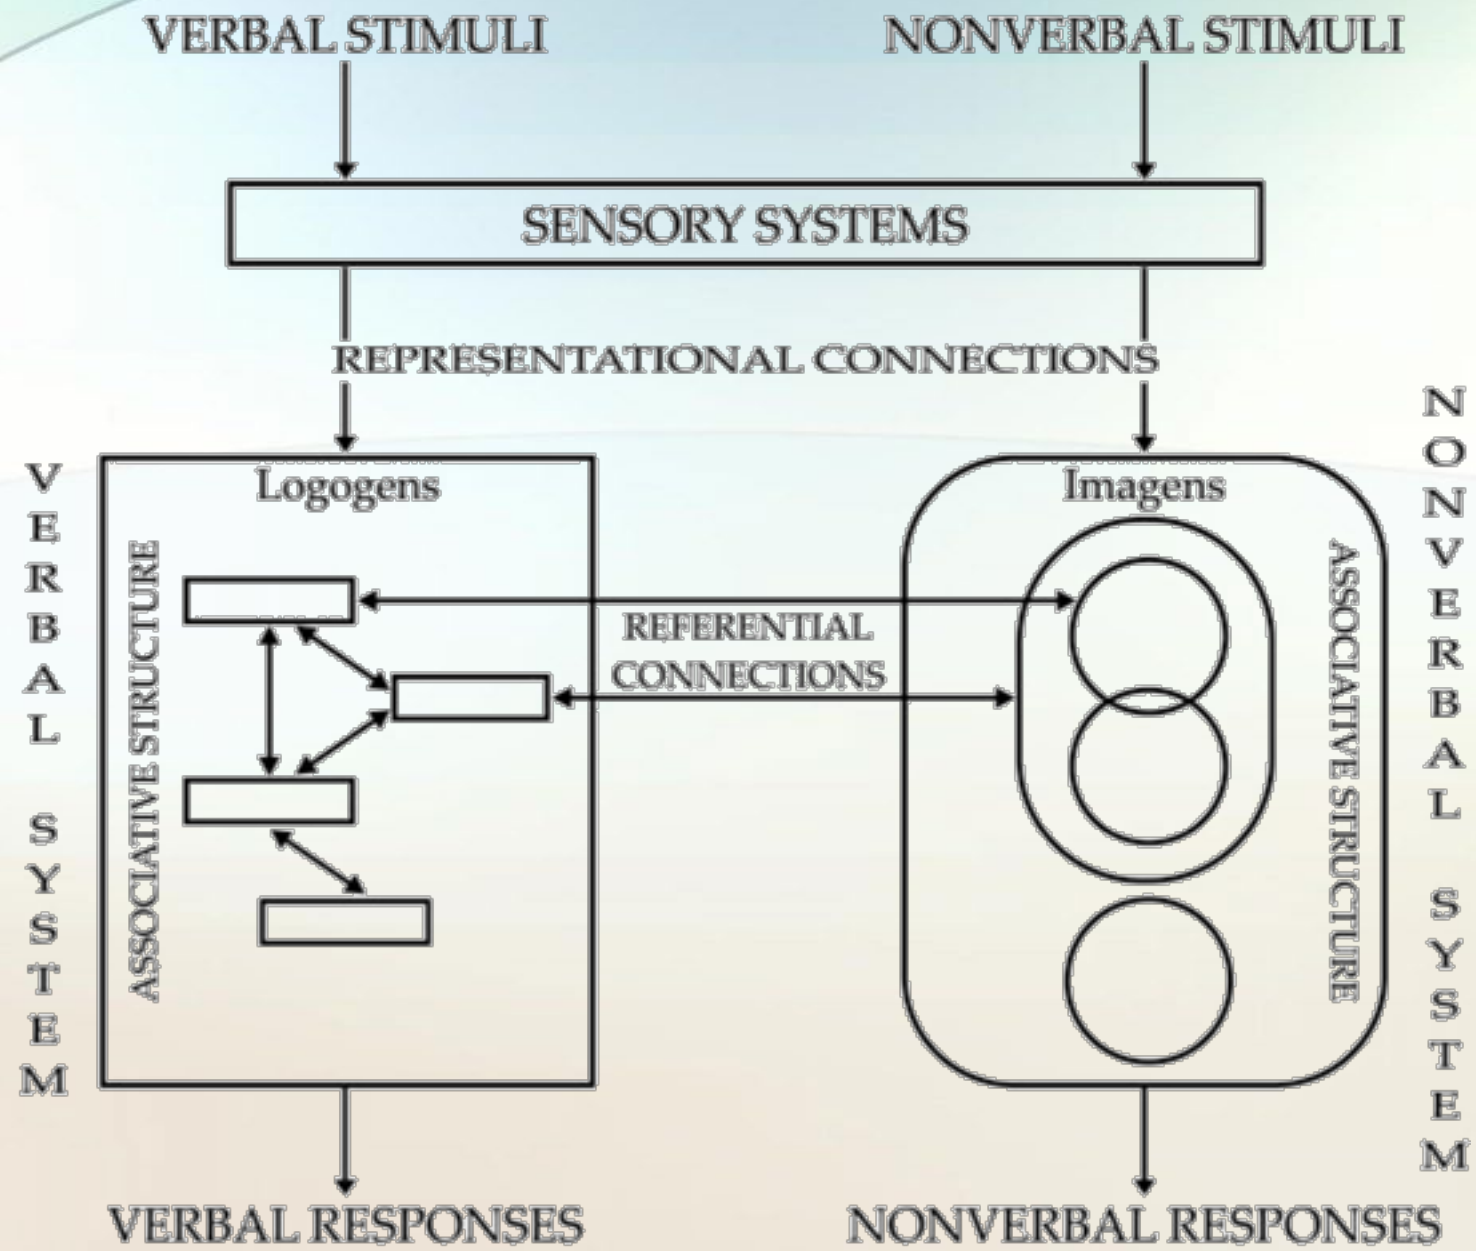 VERBAL STIMULI
NONVERBAL STIMULI
SENSORY SYSTEMS
REPRESENTATIONAL CONNECTIONS
VERBAL SYSTEM
ASSOCIATIVE STRUCTURE
Logogens
REFERENTIAL
CONNECTIONS
Imagens
ASSOCIATIVE STRUCTURE
NONVERBAL SYSTEM
VERBAL RESPONSES
NONVERBAL RESPONSES